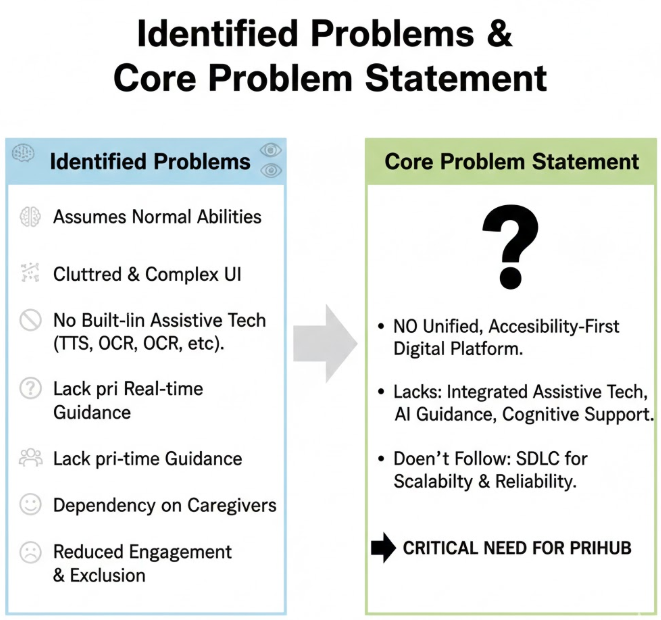 Identified Problems &
Core Problem Statement
Identified Problems
Assumes Normal Abilities
Cluttred & Complex UI
No Built-lin Assistive Tech
(TTS, OCR, OCR, etc).
Lack pri Real-time
Guidance
Lack pri-time Guidance
Dependency on Caregivers
Reduced Engagement
& Exclusion
Core Problem Statement
?
• NO Unified, Accesibility-First
Digital Platform.
• Lacks: Integrated Assistive Tech,
AI Guidance, Cognitive Support.
• Doen't Follow: SDLC for
Scalabilty & Reliability.
CRITICAL NEED FOR PRIHUB